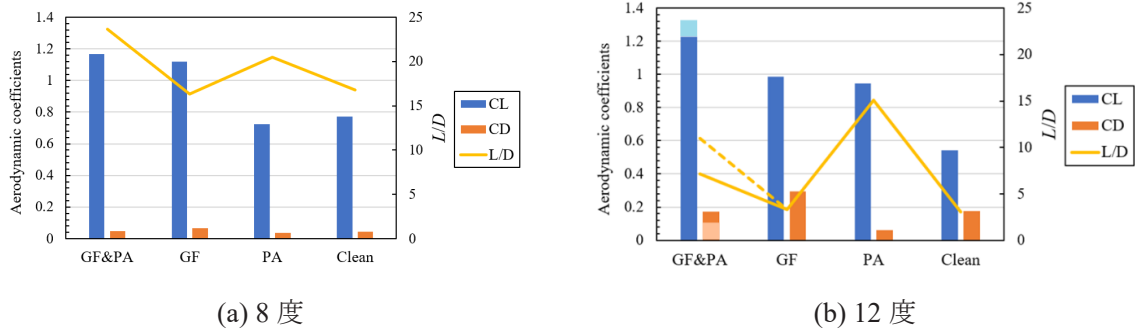 1.4
1.2
1
0.8
0.6
0.4
0.2
0
Aerodynamic coefficients
25
20
15
10
5
0
L/D
GF&PA GF PA Clean
CL
CD
L/D
(a) 8 度
1.4
1.2
1
0.8
0.6
0.4
0.2
0
Aerodynamic coefficients
25
20
15
10
5
0
L/D
GF&PA GF PA Clean
CL
CD
L/D
(b) 12 度